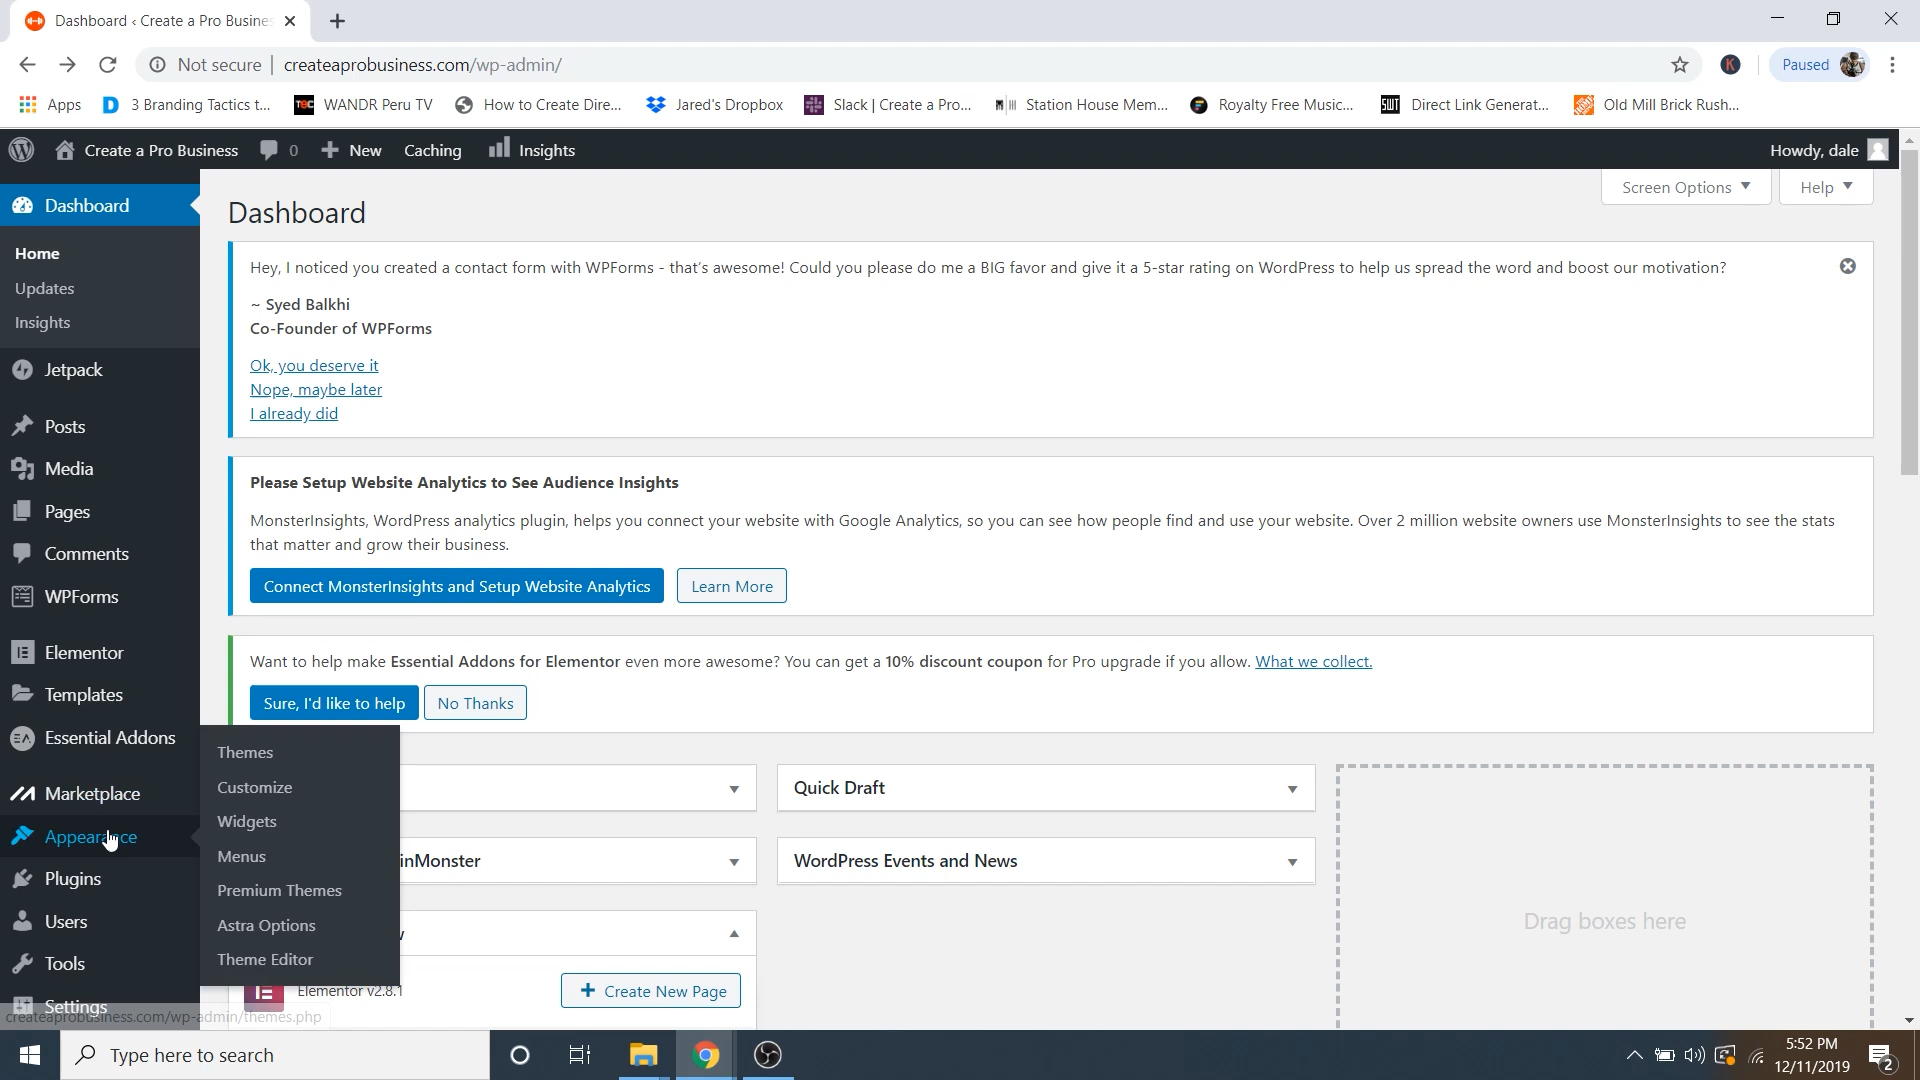 Dashboard ‹ Create a Pro Busine
Not secure | createaprobusiness.com/wp-admin/
Paused
Apps
3 Branding Tactics t...
TBC WANDR Peru TV
How to Create Dire...
Jared's Dropbox
Slack | Create a Pro...
Station House Mem...
Royalty Free Music...
SWT Direct Link Generat...
Old Mill Brick Rush...
Create a Pro Business
0
New
Caching
Insights
Howdy, dale
Screen Options
Help
Dashboard
Home
Updates
Insights
Jetpack
Posts
Media
Pages
Comments
WPForms
Elementor
Templates
Essential Addons
Marketplace
Appearance
Plugins
Users
Tools
Settings
Themes
Customize
Widgets
Menus
Premium Themes
Astra Options
Theme Editor
Dashboard
Hey, I noticed you created a contact form with WPForms - that's awesome! Could you please do me a BIG favor and give it a 5-star rating on WordPress to help us spread the word and boost our motivation?
~ Syed Balkhi
Co-Founder of WPForms
Ok, you deserve it
Nope, maybe later
I already did
Please Setup Website Analytics to See Audience Insights
MonsterInsights, WordPress analytics plugin, helps you connect your website with Google Analytics, so you can see how people find and use your website. Over 2 million website owners use MonsterInsights to see the stats
that matter and grow their business.
Connect MonsterInsights and Setup Website Analytics
Learn More
Want to help make Essential Addons for Elementor even more awesome? You can get a 10% discount coupon for Pro upgrade if you allow. What we collect.
Sure, I'd like to help
No Thanks
Quick Draft
inMonster
WordPress Events and News
Drag boxes here
Elementor v2.8.1
Create New Page
createaprobusiness.com/wp-admin/themes.php
Type here to search
5:52 PM
12/11/2019
2